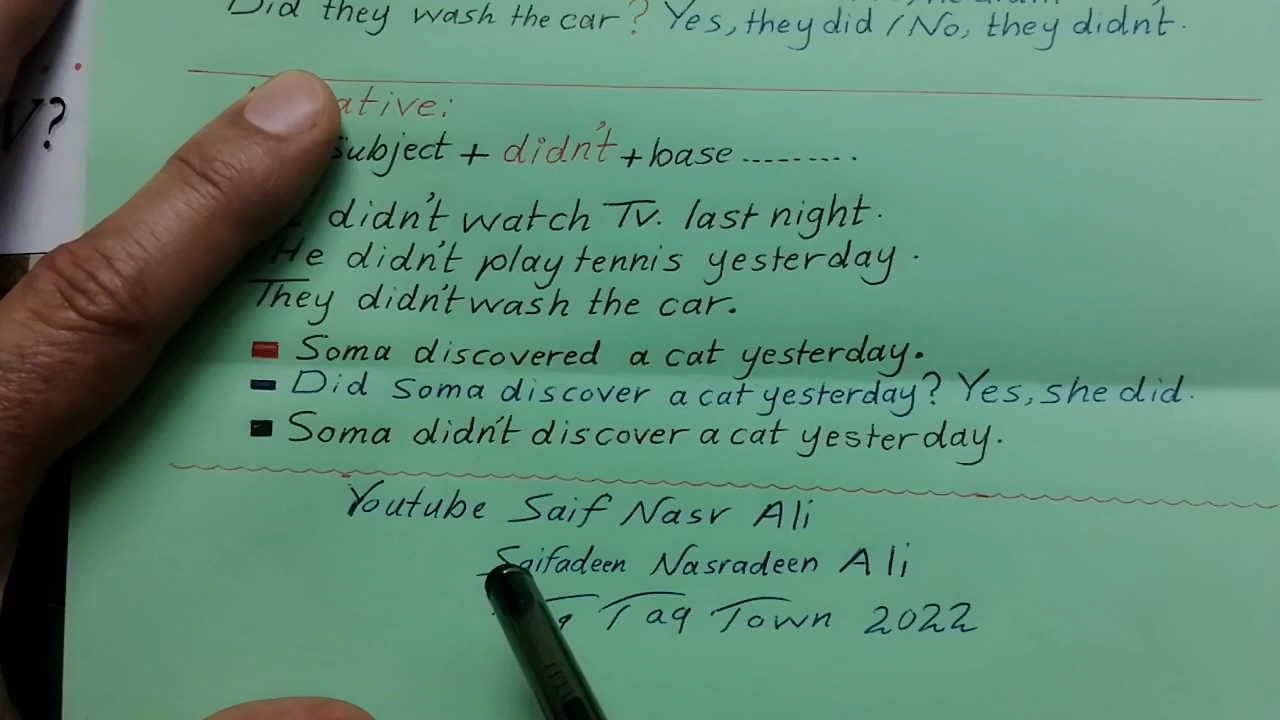 Did they wash the car? Yes, they did / No, they didn't.
V?
subject + didn't + base .........
didn't watch Tv. last night.
He didn't play tennis yesterday.
They didn't wash the car.
Soma discovered a cat yesterday.
Did Soma discover a cat yesterday? Yes, she did.
Soma didn't discover a cat yesterday.
Youtube Saif Nasr Ali
Saifadeen Nasradeen Ali
Taq Town 2022